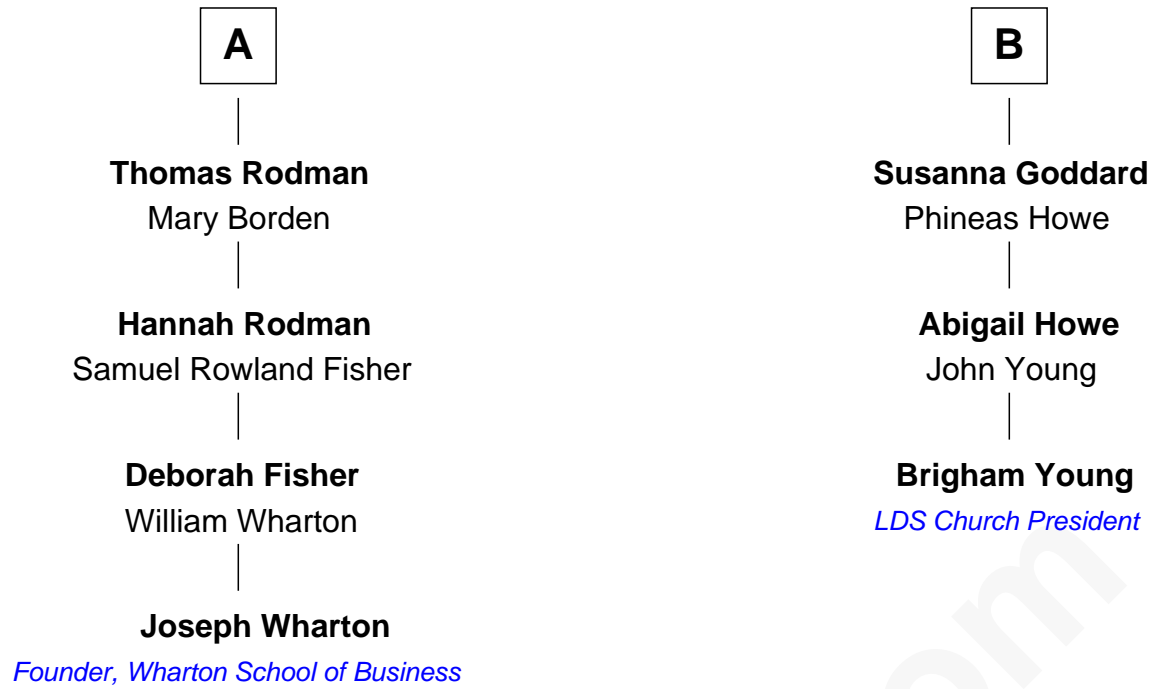 A
Thomas Rodman
Mary Borden
Hannah Rodman
Samuel Rowland Fisher
Deborah Fisher
William Wharton
Joseph Wharton
Founder, Wharton School of Business
B
Susanna Goddard
Phineas Howe
Abigail Howe
John Young
Brigham Young
LDS Church President
om